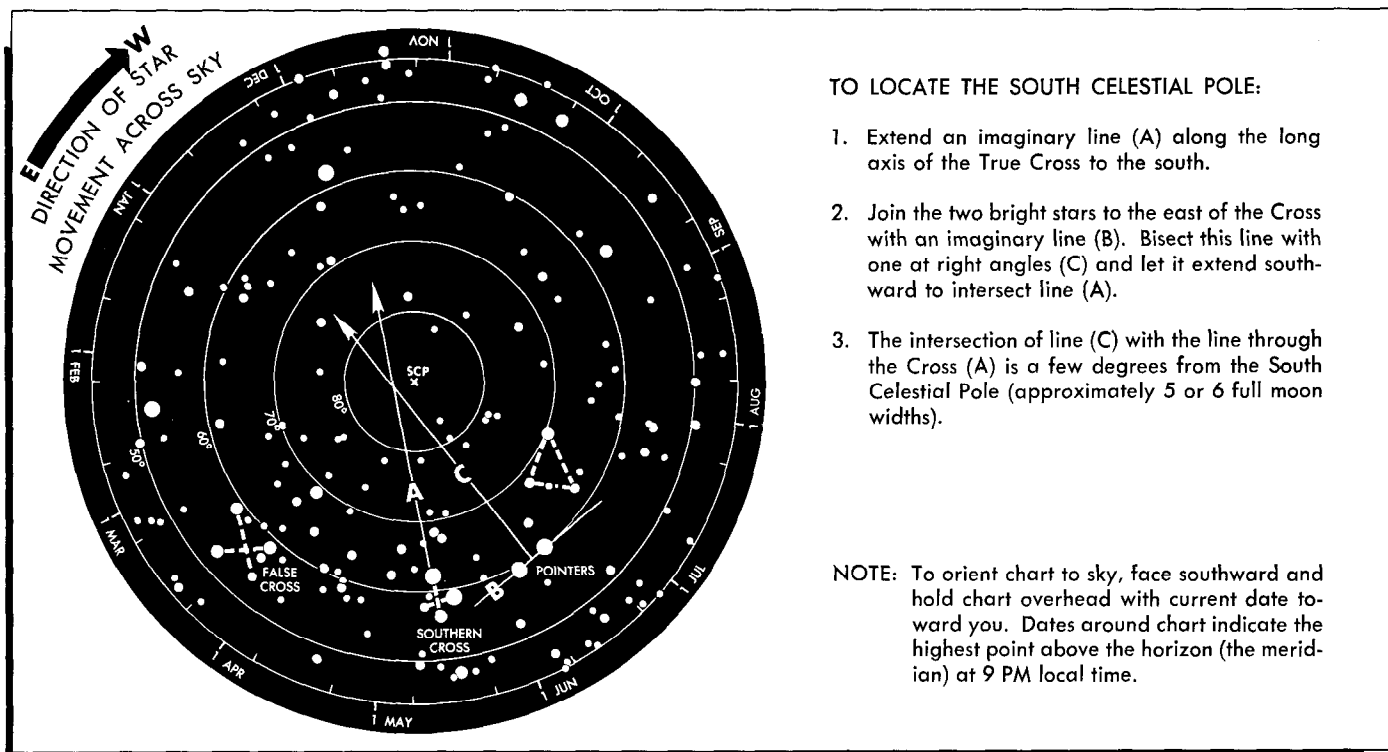 E W
DIRECTION OF STAR
MOVEMENT ACROSS SKY
1 NOV
1 OCT
1 SEP
1 AUG
1 JUL
1 JUN
1 MAY
1 APR
1 MAR
1 FEB
1 JAN
1 DEC
SCP
80°
70°
60°
50°
A
C
B
FALSE
CROSS
SOUTHERN
CROSS
POINTERS
TO LOCATE THE SOUTH CELESTIAL POLE:
1. Extend an imaginary line (A) along the long
axis of the True Cross to the south.
2. Join the two bright stars to the east of the Cross
with an imaginary line (B). Bisect this line with
one at right angles (C) and let it extend south-
ward to intersect line (A).
3. The intersection of line (C) with the line through
the Cross (A) is a few degrees from the South
Celestial Pole (approximately 5 or 6 full moon
widths).
NOTE: To orient chart to sky, face southward and
hold chart overhead with current date to-
ward you. Dates around chart indicate the
highest point above the horizon (the merid-
ian) at 9 PM local time.